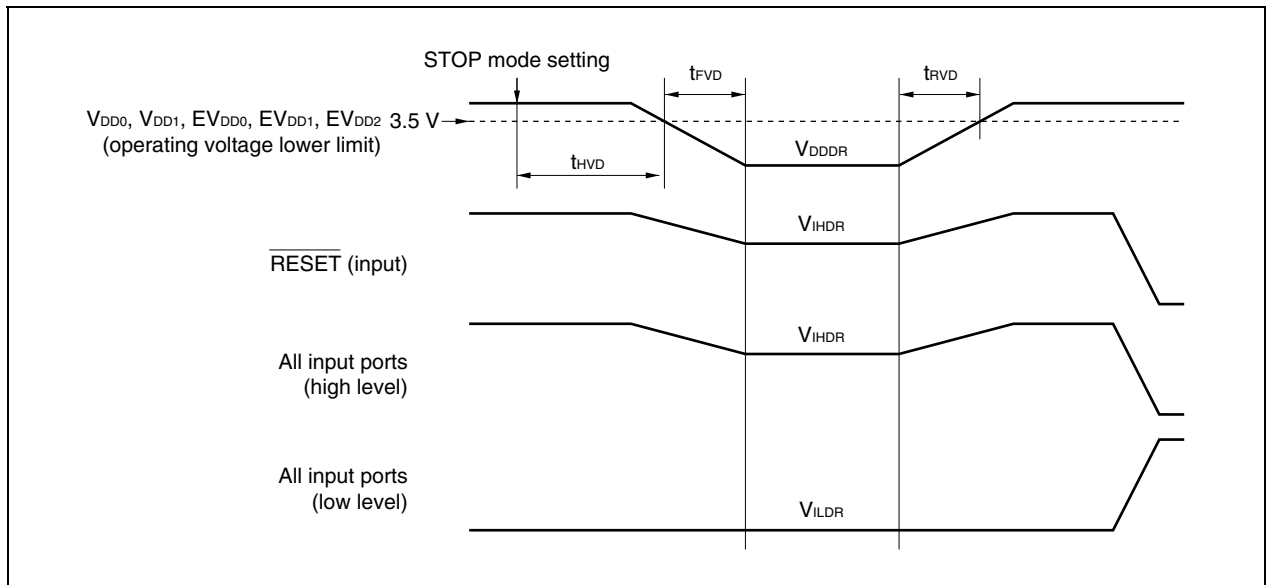 STOP mode setting
tFVD
tRVD
VDD0, VDD1, EVDD0, EVDD1, EVDD2 3.5 V
(operating voltage lower limit)
VDDDR
tHVD
VIHDR
RESET (input)
VIHDR
All input ports
(high level)
All input ports
(low level)
VILDR